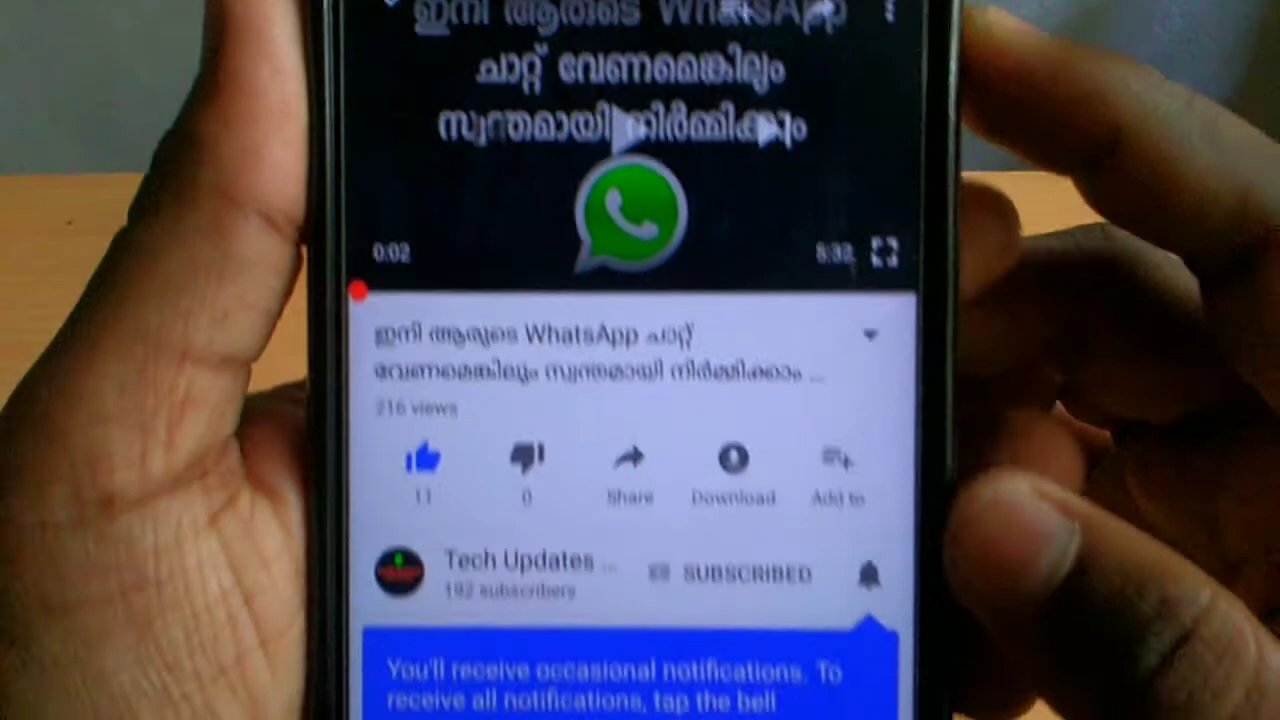 ഇനി ആരുടെ WhatsApp
ചാറ്റ് വേണമെങ്കിലും
സ്വന്തമായി നിർമ്മിക്കും
0:02
5:32
ഇനി ആരുടെ WhatsApp ചാറ്റ്
വേണമെങ്കിലും സ്വന്തമായി നിർമ്മിക്കാം ...
216 views
11
0
Share
Download
Add to
Tech Updates ...
SUBSCRIBED
192 subscribers
You'll receive occasional notifications. To
receive all notifications, tap the bell